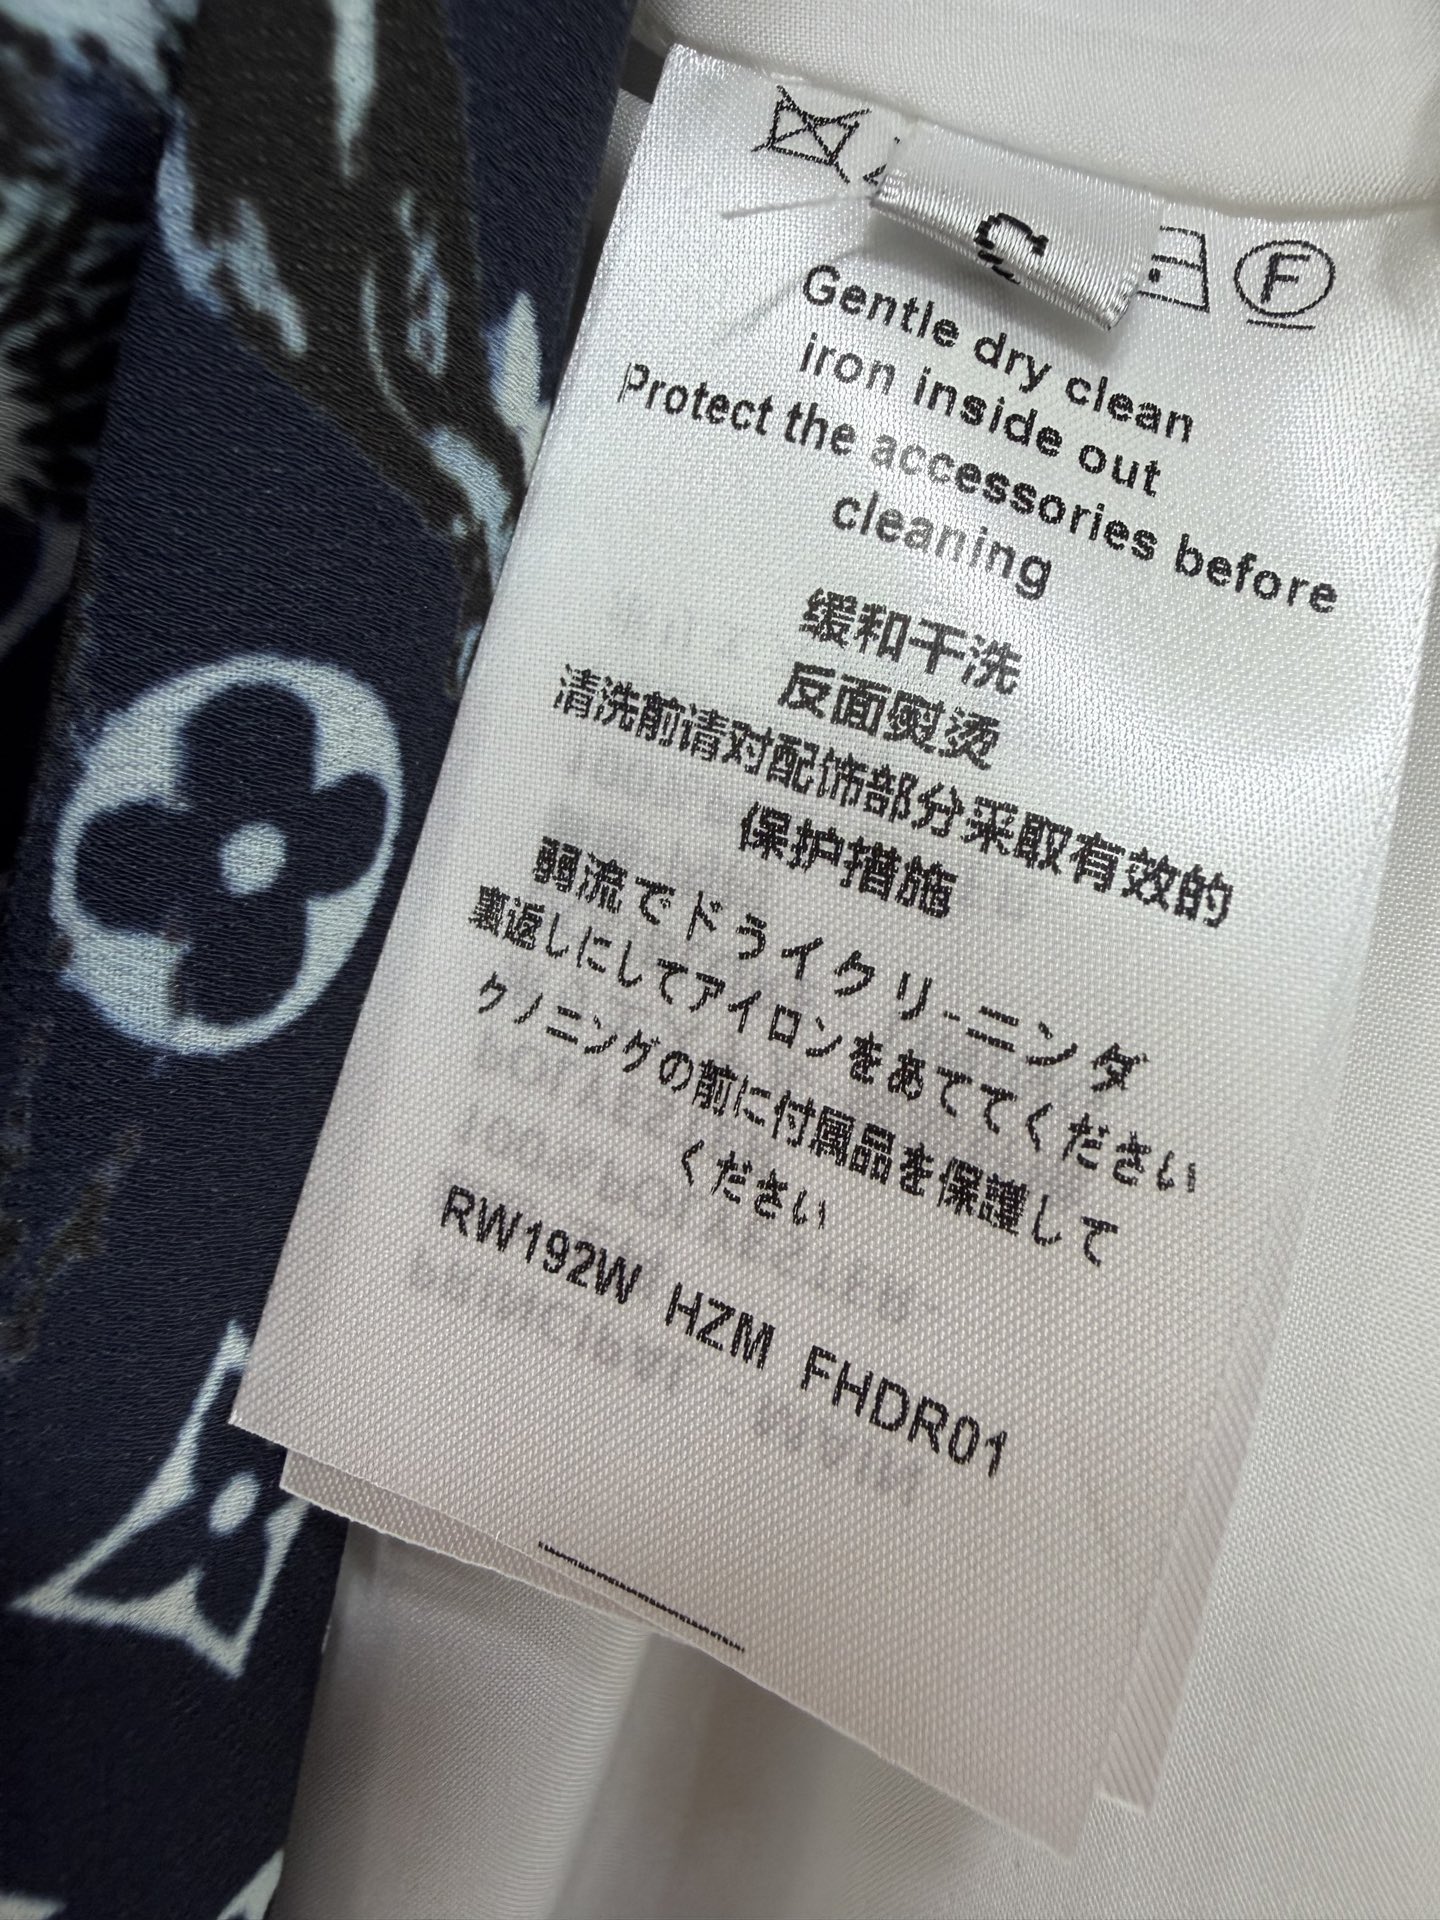 F
Gentle dry clean
iron inside out
Protect the accessories before
cleaning
缓和干洗
反面熨烫
清洗前请对配饰部分采取有效的
保护措施
弱流でドライクリ-ニンダ
裏返しにしてアイロンをあててください
クノニングの前に付属品を保護して
ください
RW192W HZM FHDR01